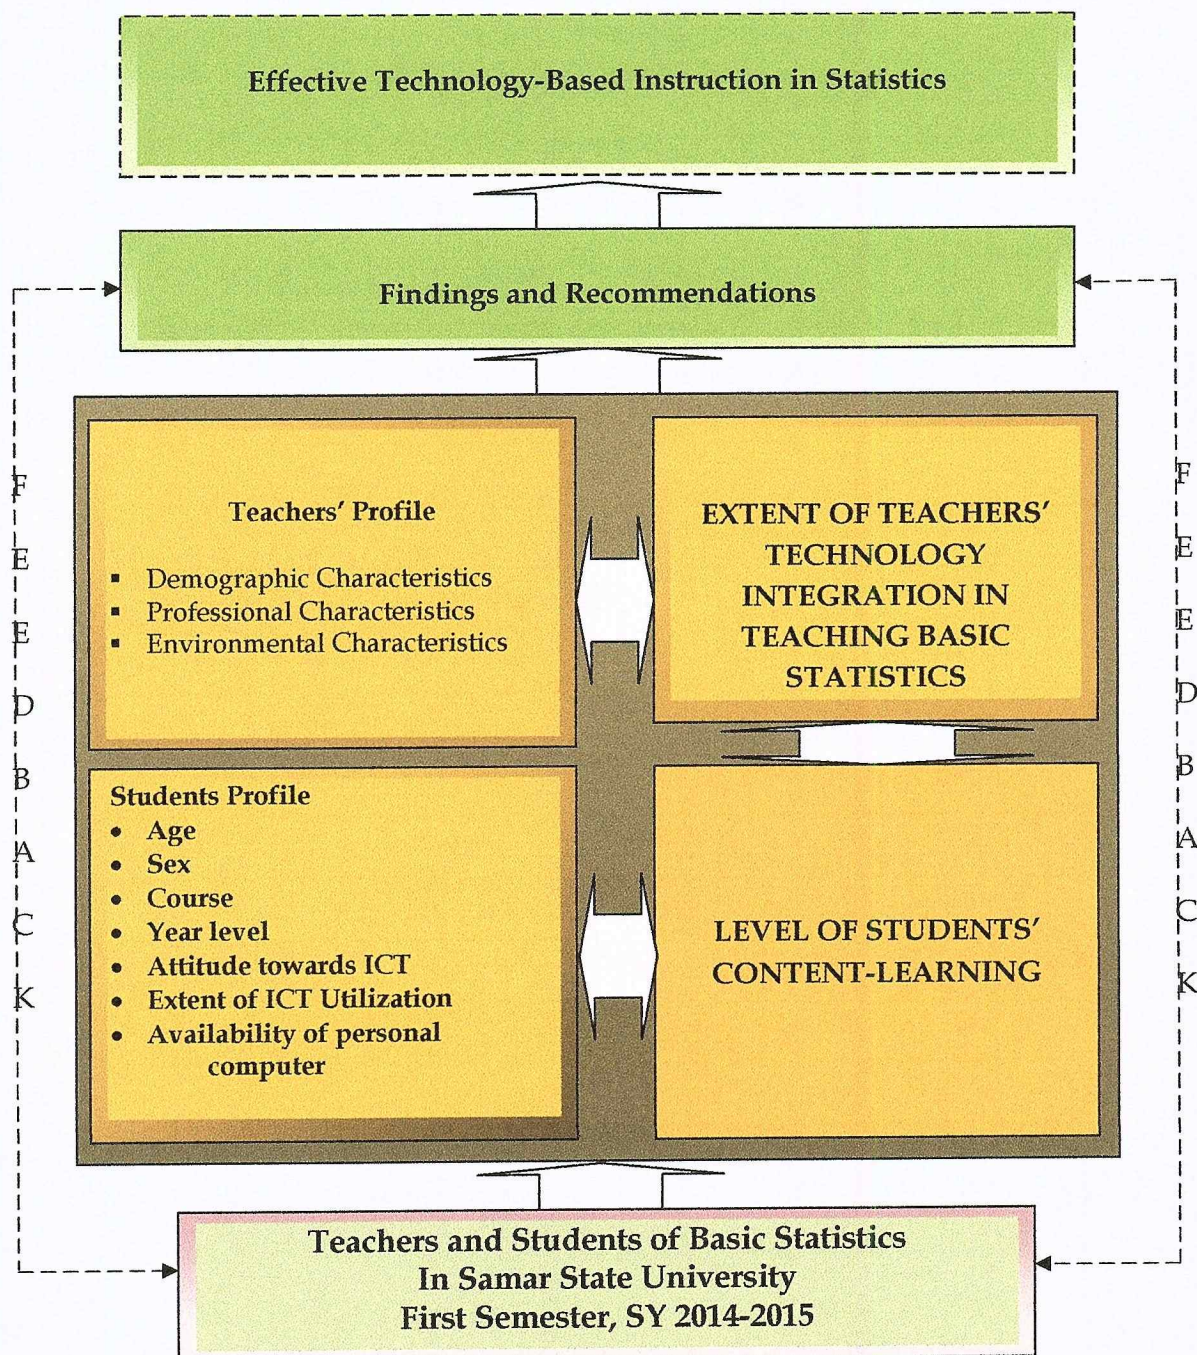 Effective Technology-Based Instruction in Statistics
Findings and Recommendations
Teachers' Profile
▪ Demographic Characteristics
▪ Professional Characteristics
▪ Environmental Characteristics
EXTENT OF TEACHERS'
TECHNOLOGY
INTEGRATION IN
TEACHING BASIC
STATISTICS
Students Profile
• Age
• Sex
• Course
• Year level
• Attitude towards ICT
• Extent of ICT Utilization
• Availability of personal
computer
LEVEL OF STUDENTS'
CONTENT-LEARNING
Teachers and Students of Basic Statistics
In Samar State University
First Semester, SY 2014-2015
FEEDBACK
FEEDBACK